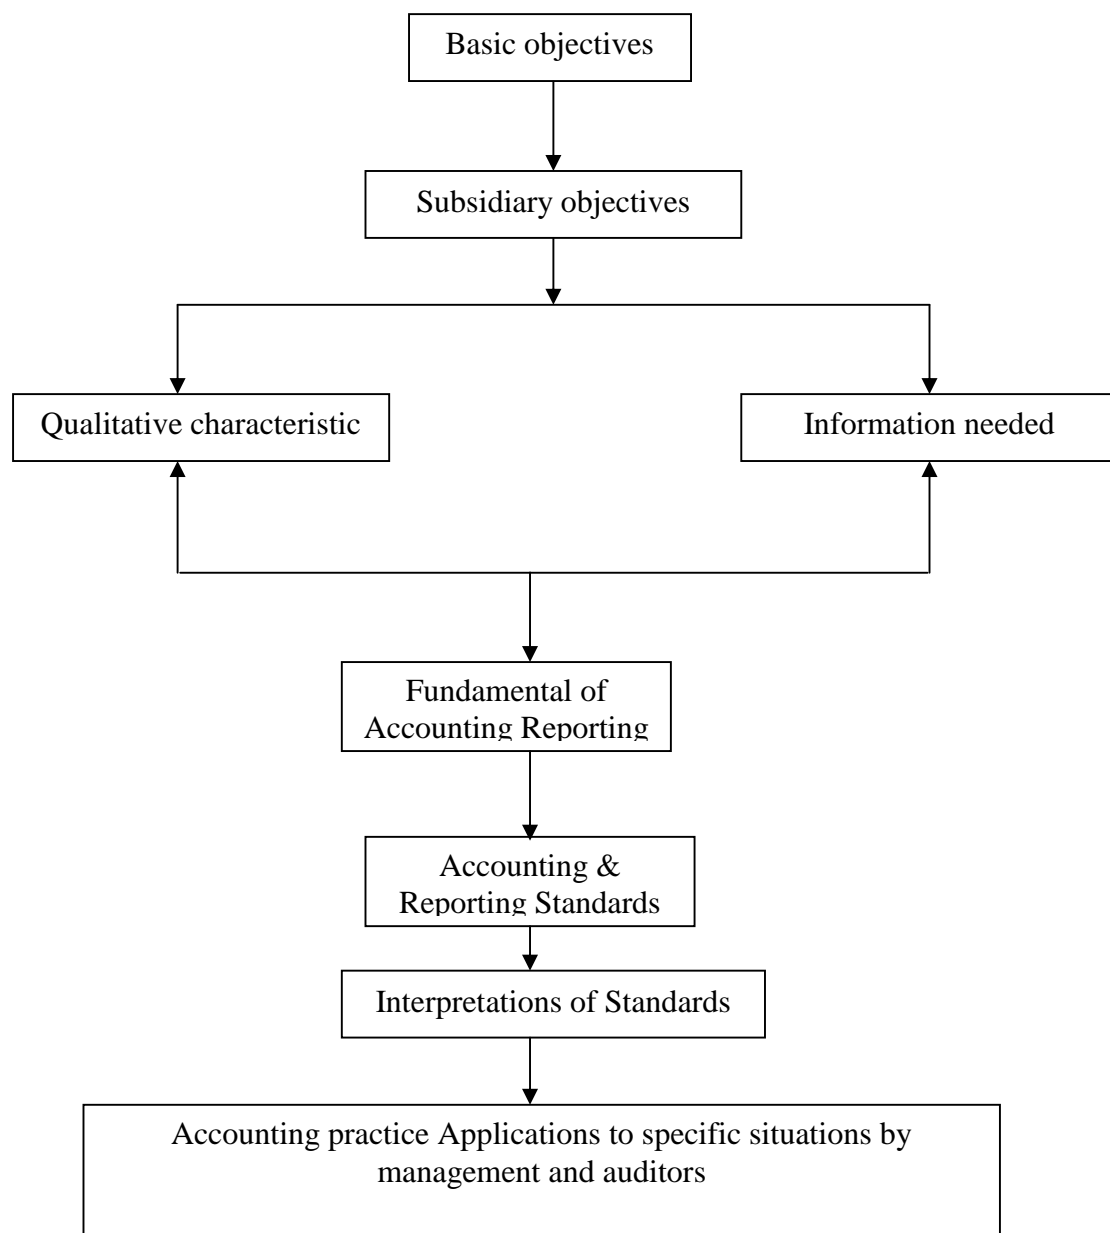 Basic objectives
Subsidiary objectives
Qualitative characteristic
Information needed
Fundamental of
Accounting Reporting
Accounting &
Reporting Standards
Interpretations of Standards
Accounting practice Applications to specific situations by
management and auditors